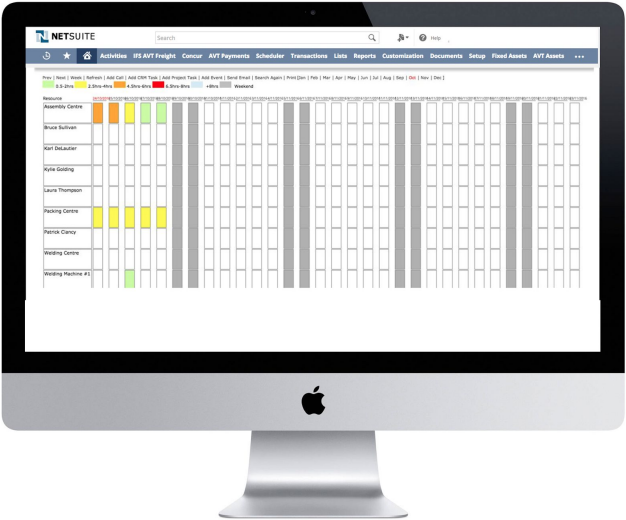 NETSUITE
Search
Help
Activities IFS AVT Freight Concur AVT Payments Scheduler Transactions Lists Reports Customization Documents Setup Fixed Assets AVT Assets ...
Prev | Next | Week | Refresh | Add Call | Add CRM Task | Add Project Task | Add Event | Send Email | Search Again | Print |Jan | Feb | Mar | Apr | May | Jun | Jul | Aug | Sep | Oct | Nov | Dec |
0.5-2hrs 2.5hrs-4hrs 4.5hrs-6hrs 6.5hrs-8hrs +8hrs Weekend
Resource
Assembly Centre
Bruce Sullivan
Karl DeLautier
Kylie Golding
Laura Thompson
Packing Centre
Patrick Clancy
Welding Centre
Welding Machine #1